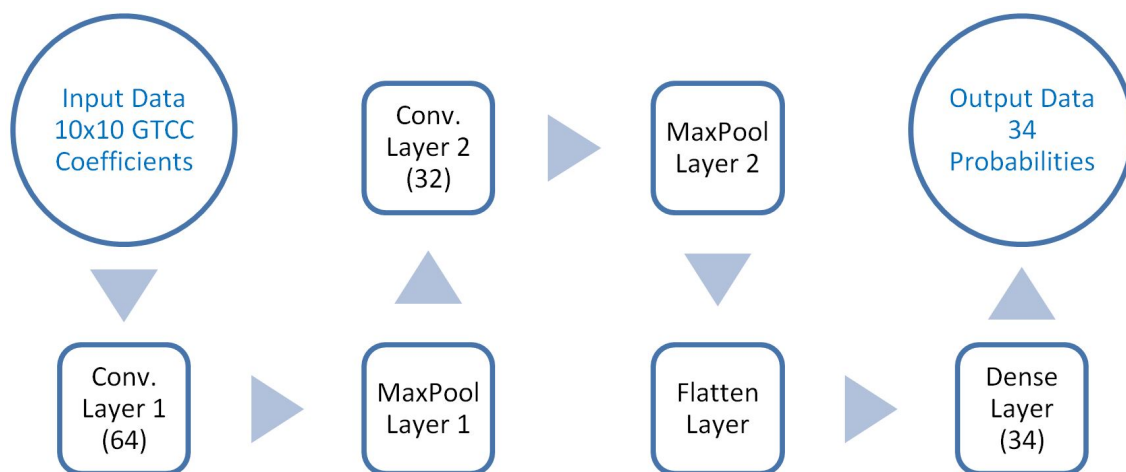 Input Data
10x10 GTCC
Coefficients
Conv.
Layer 1
(64)
MaxPool
Layer 1
Conv.
Layer 2
(32)
MaxPool
Layer 2
Flatten
Layer
Dense
Layer
(34)
Output Data
34
Probabilities